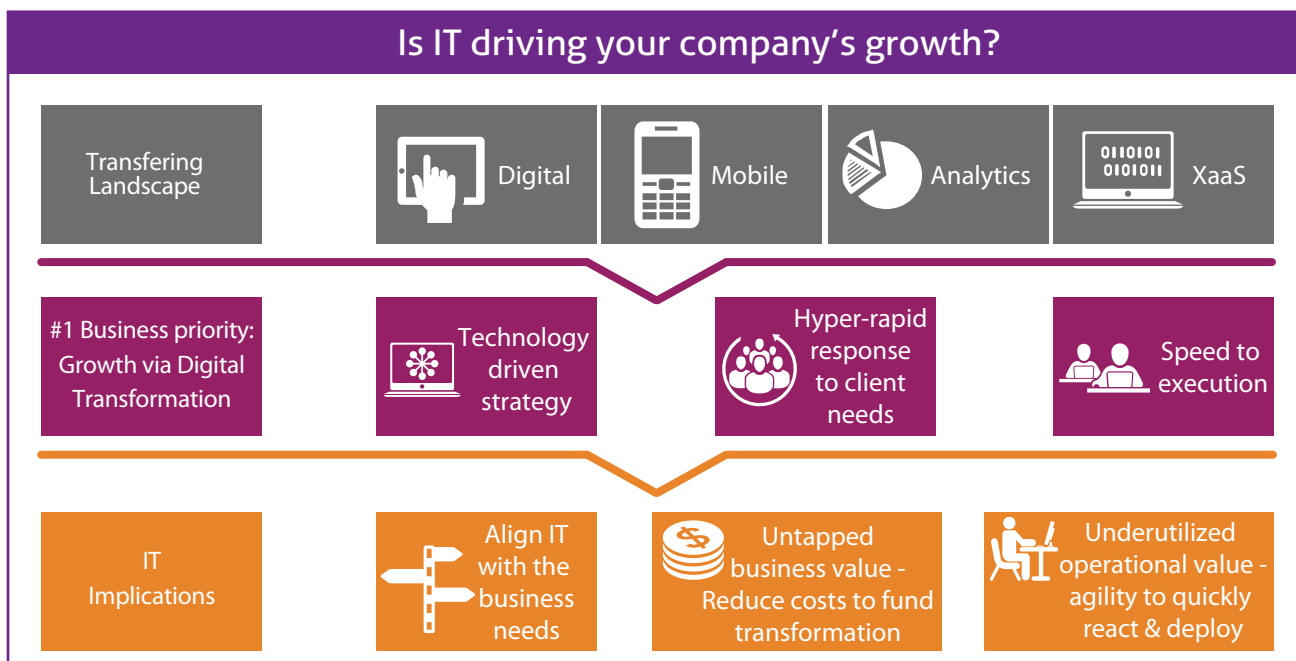 Is IT driving your company's growth?
Transfering
Landscape
Digital
Mobile
Analytics
0110101
0101011
XaaS
#1 Business priority:
Growth via Digital
Transformation
Technology
driven
strategy
Hyper-rapid
response
to client
needs
Speed to
execution
IT
Implications
Align IT
with the
business
needs
$
Untapped
business value -
Reduce costs to fund
transformation
Underutilized
operational value -
agility to quickly
react & deploy